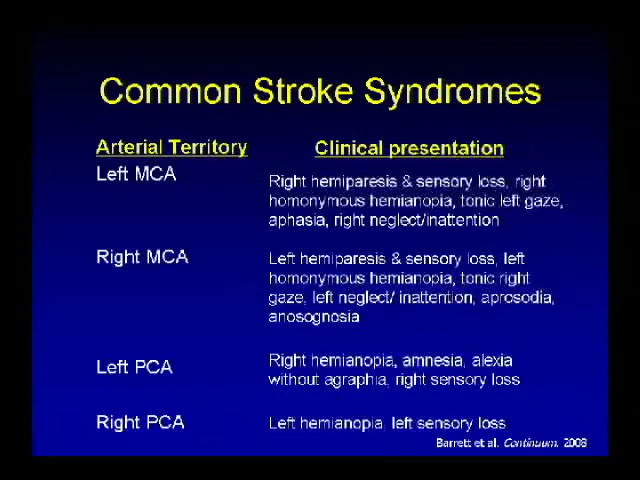 Common Stroke Syndromes
Arterial Territory
Clinical presentation
Left MCA
Right hemiparesis & sensory loss, right
homonymous hemianopia, tonic left gaze,
aphasia, right neglect/inattention
Right MCA
Left hemiparesis & sensory loss, left
homonymous hemianopia, tonic right
gaze, left neglect/ inattention, aprosodia,
anosognosia
Left PCA
Right hemianopia, amnesia, alexia
without agraphia, right sensory loss
Right PCA
Left hemianopia, left sensory loss
Barrett et al. Continuum. 2008